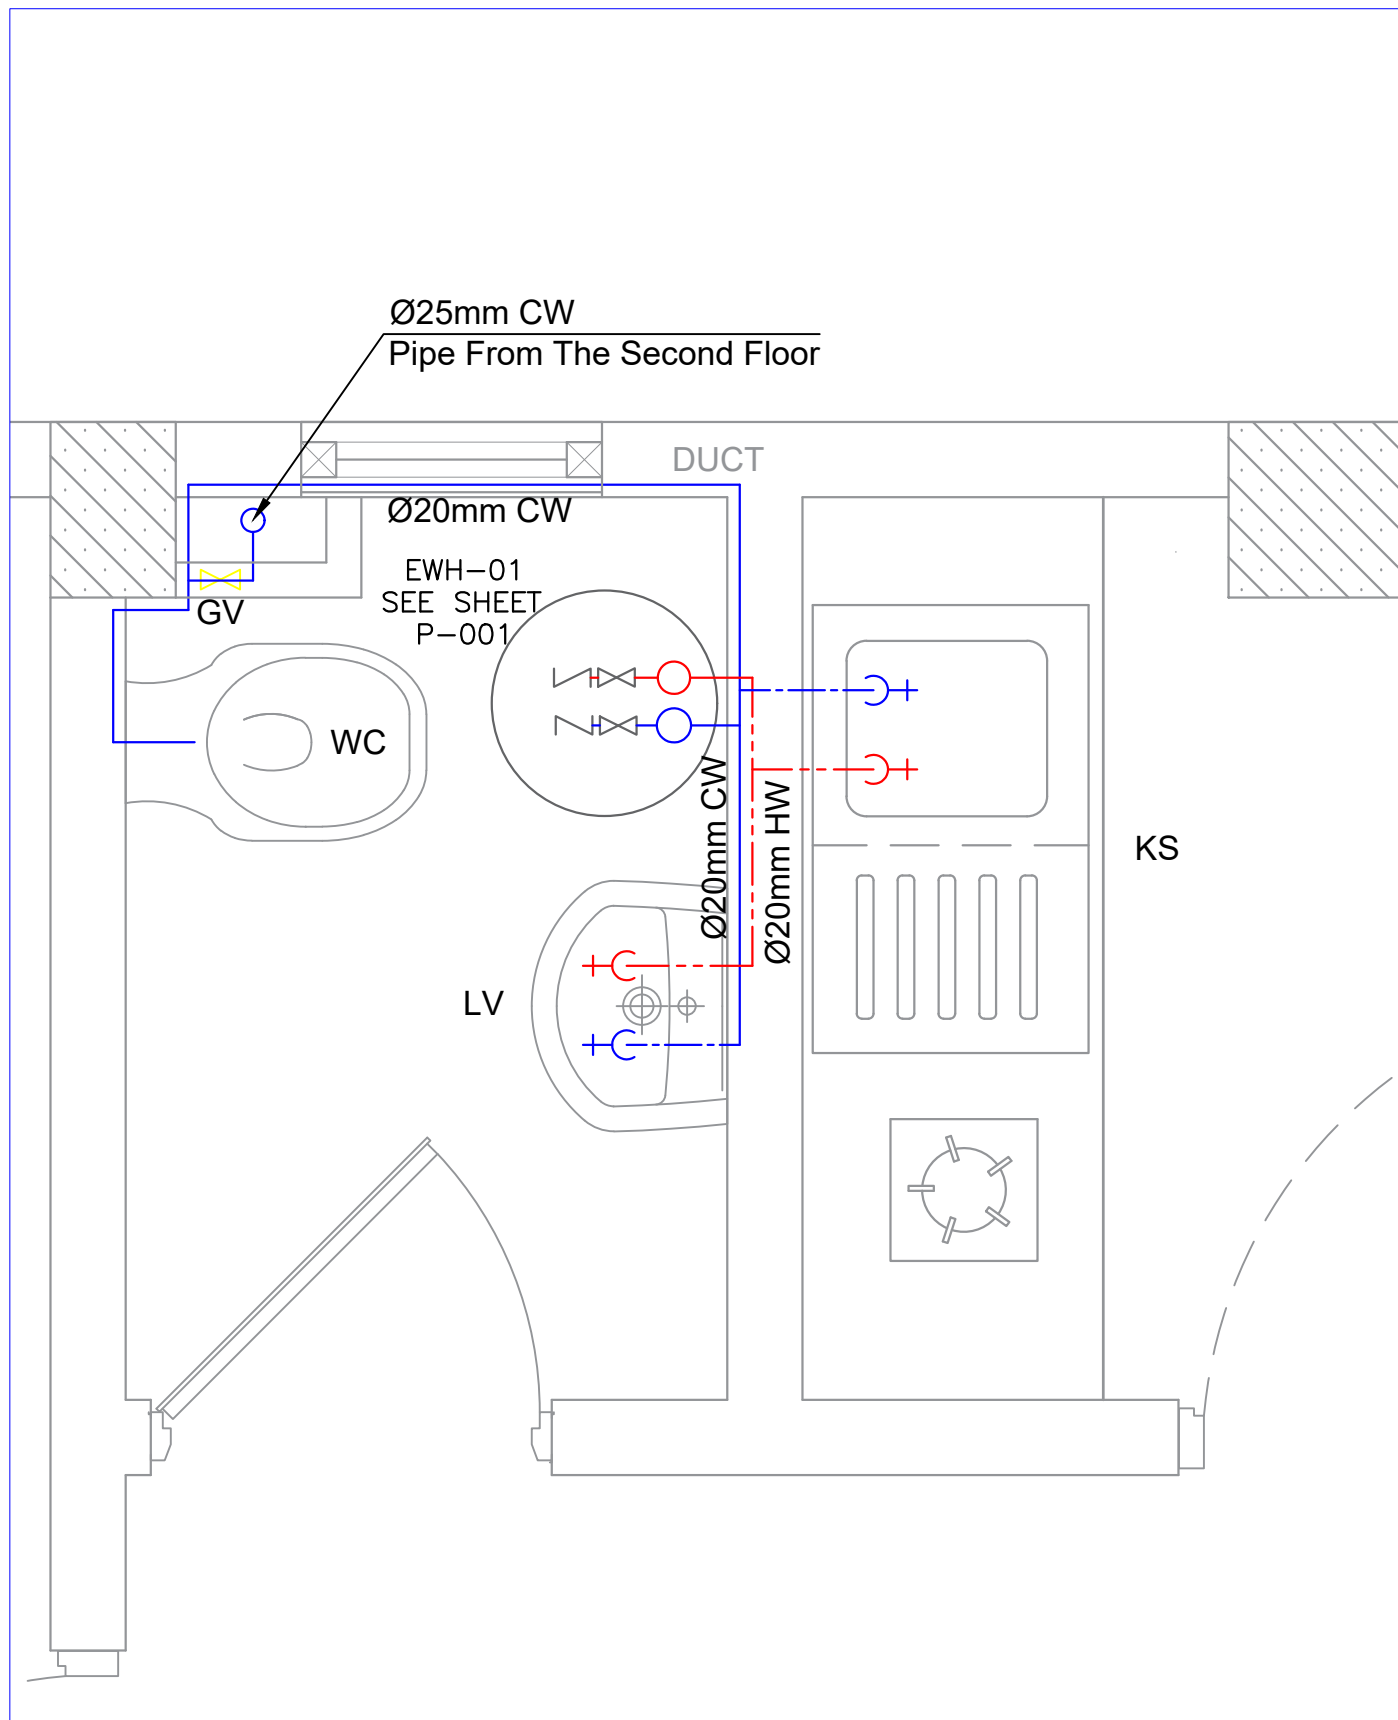 Ø25mm CW
Pipe From The Second Floor
DUCT
Ø20mm CW
EWH-01
SEE SHEET
P-001
GV
WC
Ø20mm CW
Ø20mm HW
KS
LV